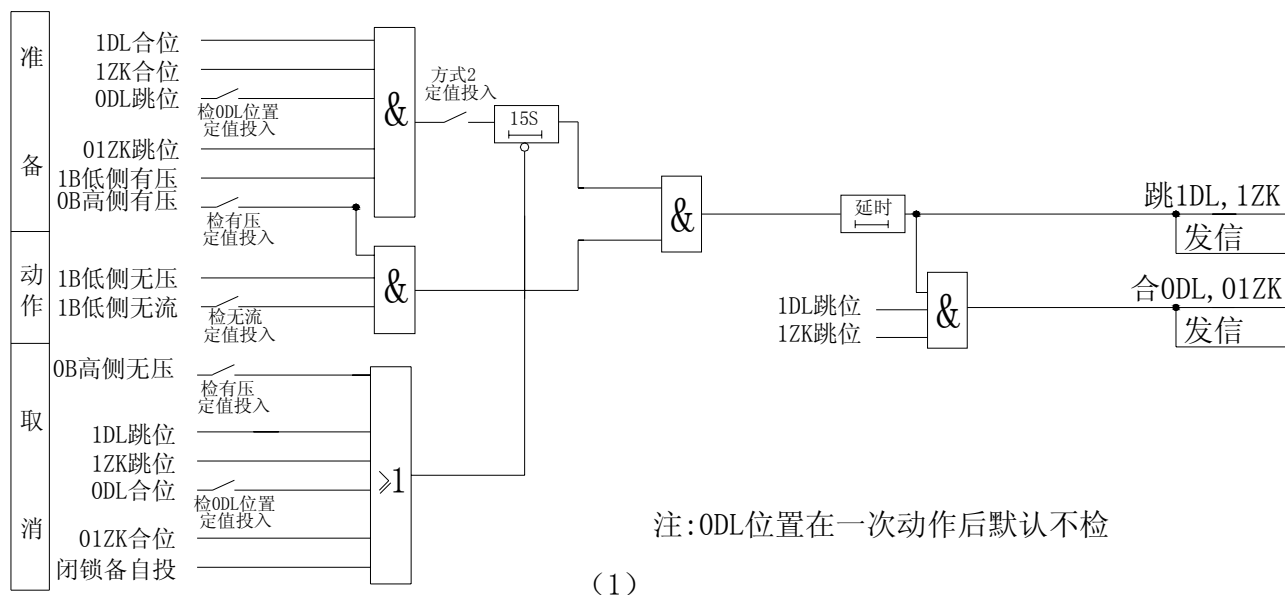 准
备
1DL合位
1ZK合位
0DL跳位
检0DL位置
定值投入
01ZK跳位
1B低侧有压
0B高侧有压
检有压
定值投入
&
方式2
定值投入
15S
动
作
1B低侧无压
1B低侧无流
检无流
定值投入
&
&
延时
跳1DL,1ZK
发信
1DL跳位
1ZK跳位
&
合0DL,01ZK
发信
取
消
0B高侧无压
检有压
定值投入
1DL跳位
1ZK跳位
0DL合位
检0DL位置
定值投入
01ZK合位
闭锁备自投
⩾1
注:0DL位置在一次动作后默认不检
（1）